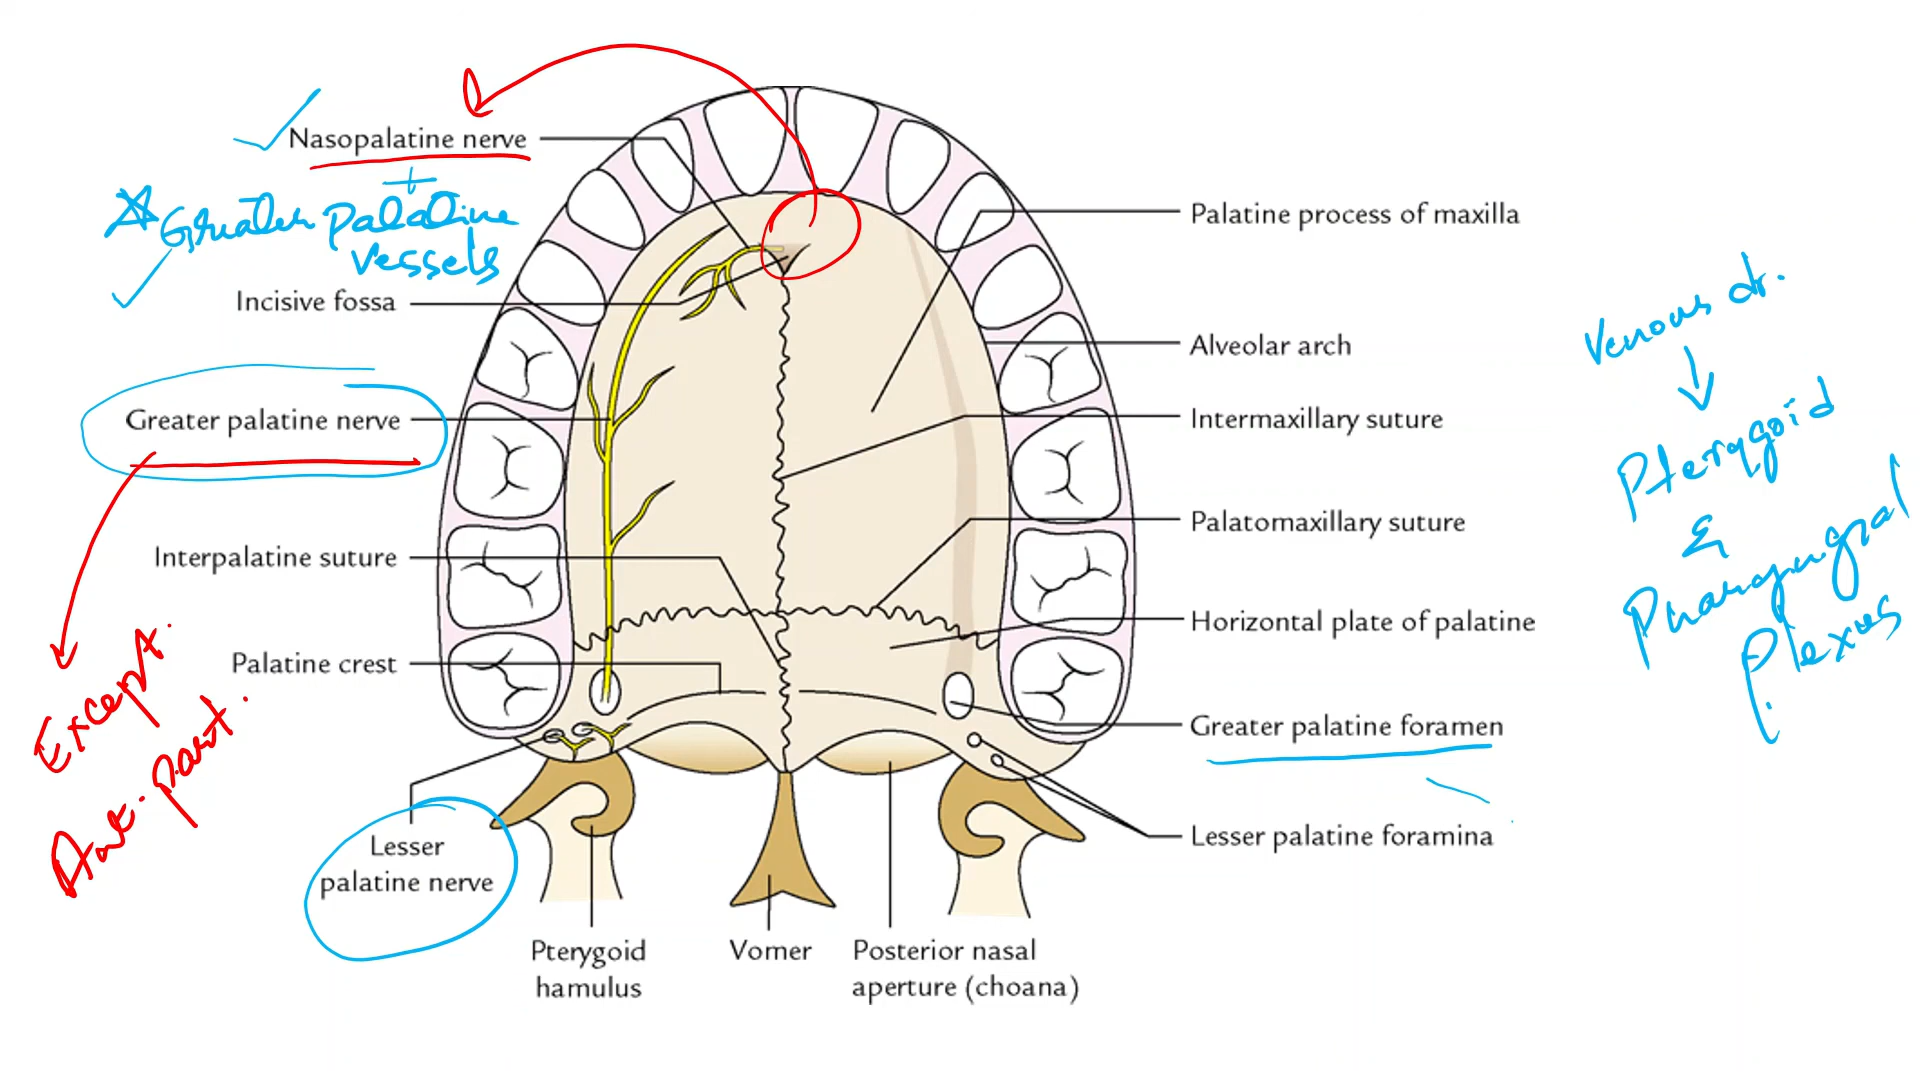 Nasopalatine nerve
+
Greater palatine
vessels
Incisive fossa
Greater palatine nerve
Interpalatine suture
Palatine crest
Except.
Ant. part.
Lesser
palatine nerve
Pterygoid
hamulus
Vomer
Posterior nasal
aperture (choana)
Palatine process of maxilla
Alveolar arch
Intermaxillary suture
Palatomaxillary suture
Horizontal plate of palatine
Greater palatine foramen
Lesser palatine foramina
Venous dr.
Pterygoid
&
Pharyngeal
Plexus